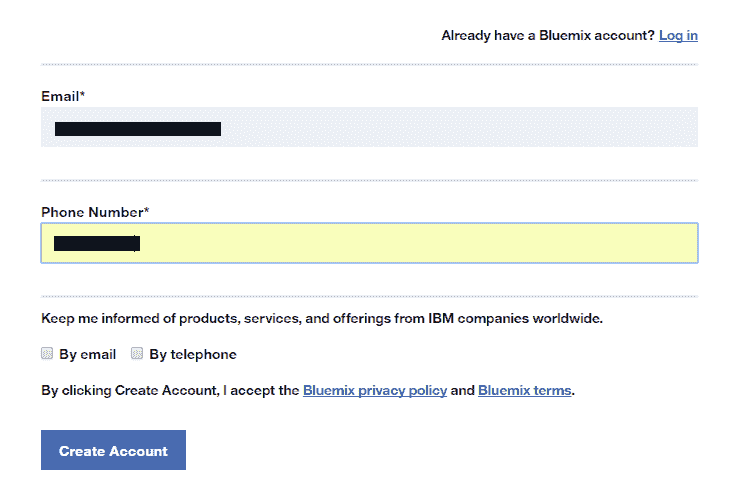 Already have a Bluemix account? Log in
Email*
Phone Number*
Keep me informed of products, services, and offerings from IBM companies worldwide.
By email By telephone
By clicking Create Account, I accept the Bluemix privacy policy and Bluemix terms.
Create Account